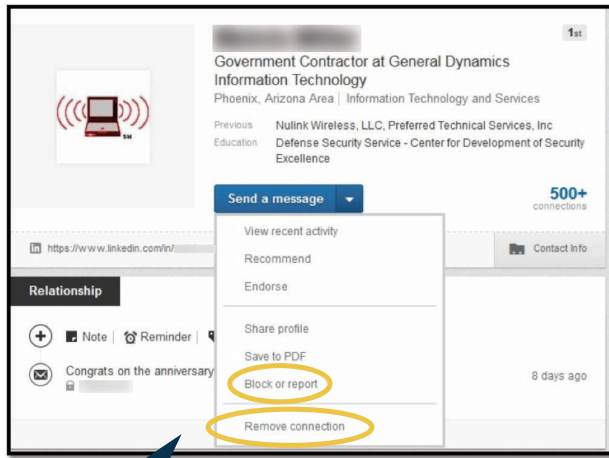 1st
Government Contractor at General Dynamics
Information Technology
Phoenix, Arizona Area | Information Technology and Services
Previous Nulink Wireless, LLC, Preferred Technical Services, Inc
Education Defense Security Service - Center for Development of Security
Excellence
SM
Send a message
500+
connections
View recent activity
Recommend
Endorse
Share profile
Save to PDF
Block or report
Remove connection
in https://www.linkedin.com/in/
Contact Info
Relationship
Note | Reminder |
Congrats on the anniversary
8 days ago